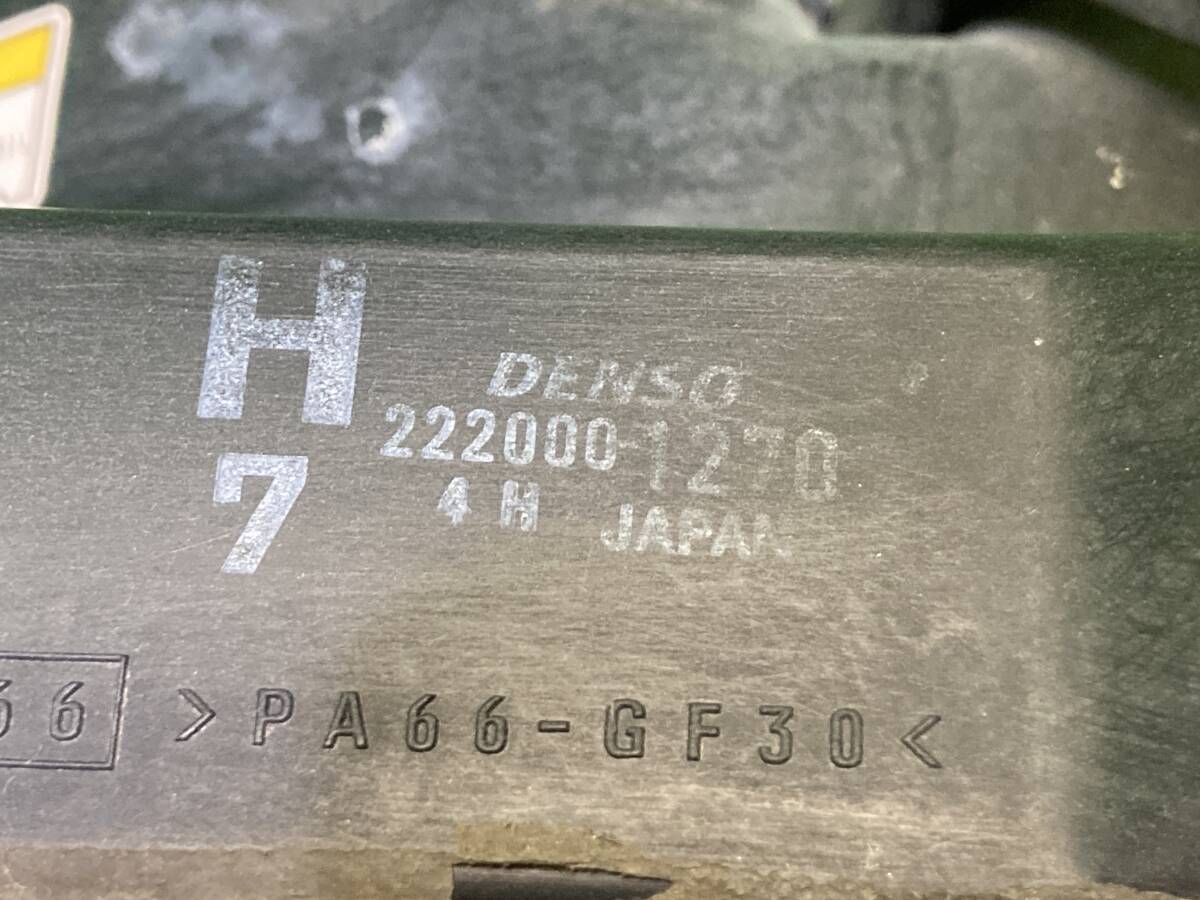 H
7
DENSO
222000-1270
4 H JAPAN
66 >PA66-GF30<